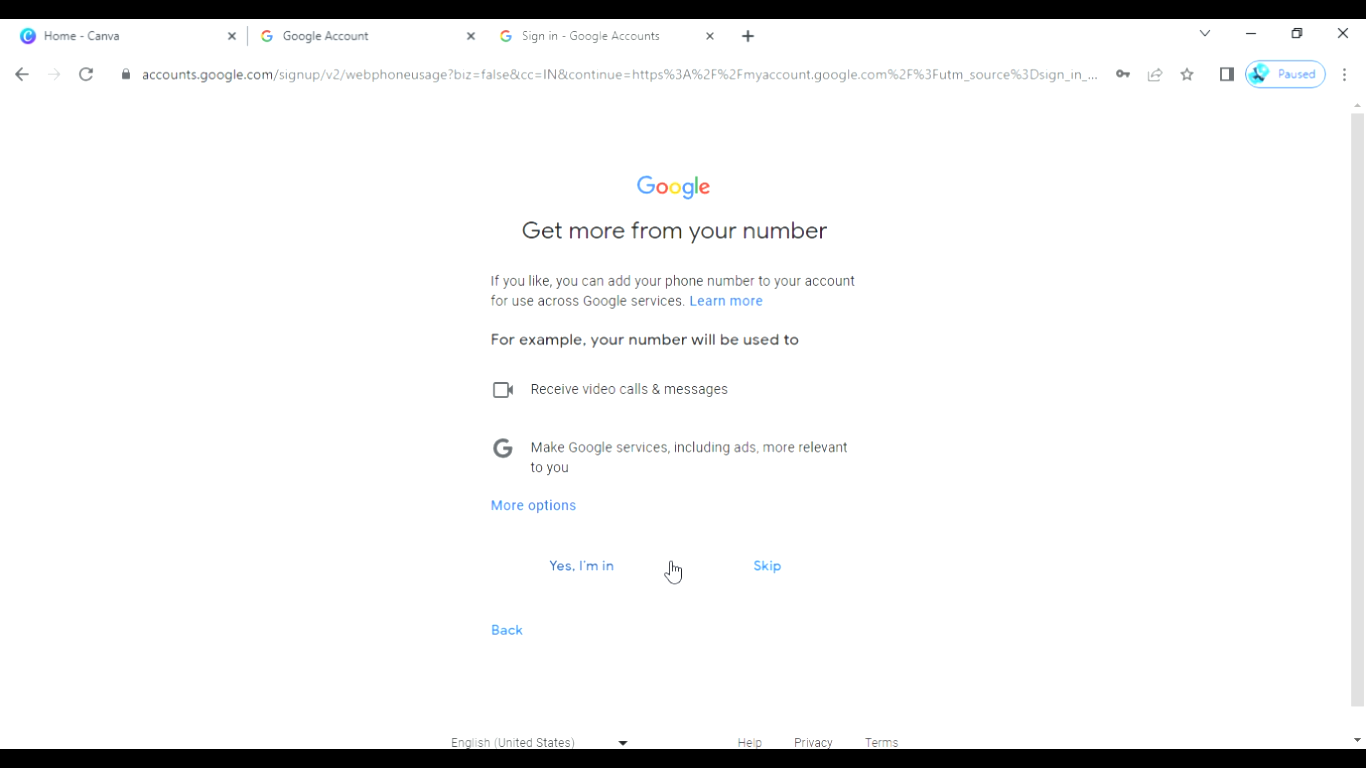 Home - Canva
Google Account
Sign in - Google Accounts
accounts.google.com/signup/v2/webphoneusage?biz=false&cc=IN&continue=https%3A%2F%2Fmyaccount.google.com%2F%3Futm_source%3Dsign_in_...
Paused
Google
Get more from your number
If you like, you can add your phone number to your account
for use across Google services. Learn more
For example, your number will be used to
Receive video calls & messages
G Make Google services, including ads, more relevant
to you
More options
Yes, I'm in
Skip
Back
English (United States)
Help
Privacy
Terms